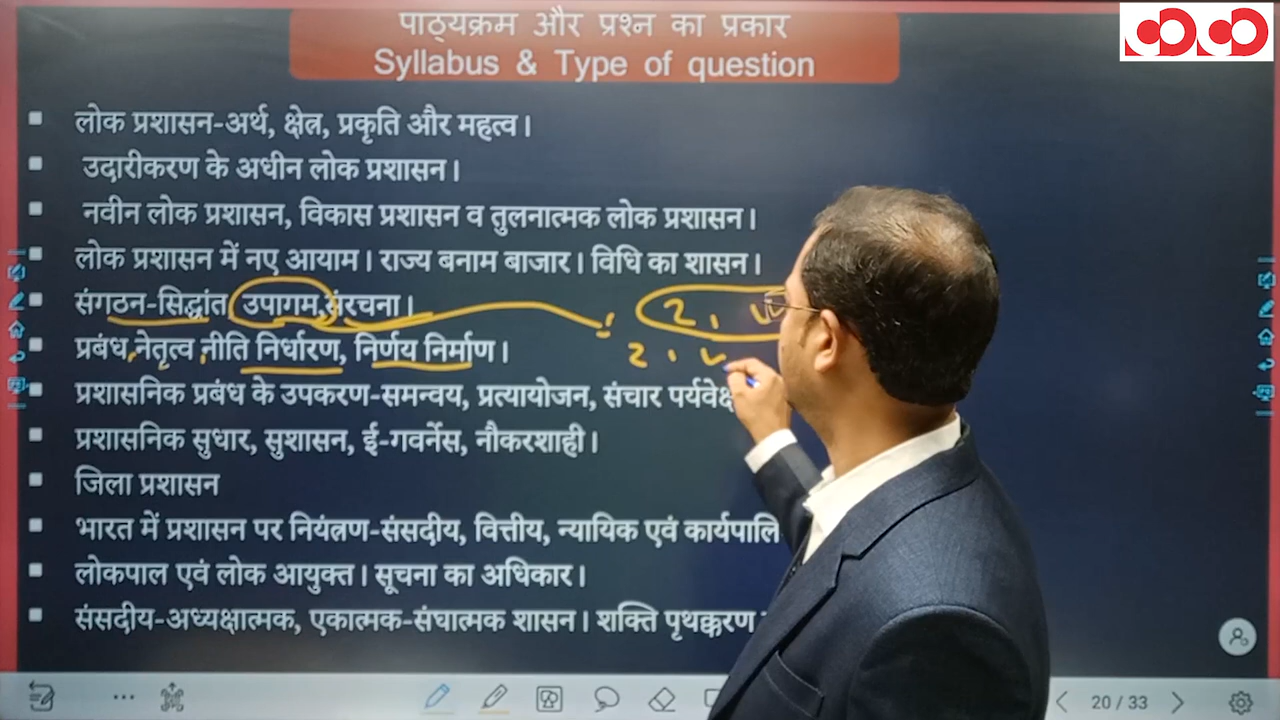 पाठ्यक्रम और प्रश्न का प्रकार
Syllabus & Type of question
लोक प्रशासन-अर्थ, क्षेत्र, प्रकृति और महत्व।
उदारीकरण के अधीन लोक प्रशासन।
नवीन लोक प्रशासन, विकास प्रशासन व तुलनात्मक लोक प्रशासन।
लोक प्रशासन में नए आयाम। राज्य बनाम बाजार। विधि का शासन।
संगठन-सिद्धांत उपागम, संरचना।
2,
प्रबंध, नेतृत्व नीति निर्धारण, निर्णय निर्माण।
2,
प्रशासनिक प्रबंध के उपकरण-समन्वय, प्रत्यायोजन, संचार
प्रशासनिक सुधार, सुशासन, ई-गवर्नेस, नौकरशाही।
जिला प्रशासन
भारत में प्रशासन पर नियंत्रण-संसदीय, वित्तीय, न्यायिक एवं
लोकपाल एवं लोक आयुक्त। सूचना का अधिकार।
संसदीय-अध्यक्षात्मक, एकात्मक-संघात्मक शासन। शक्ति पृथक्करण
20 / 33